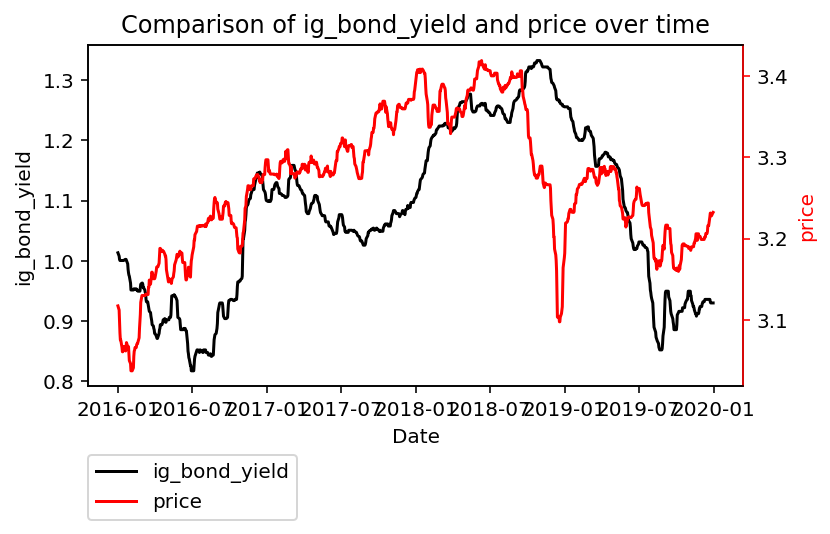 Comparison of ig_bond_yield and price over time
ig_bond_yield
1.3
1.2
1.1
1.0
0.9
0.8
3.4
3.3
3.2
3.1
price
2016-01 2016-07 2017-01 2017-07 2018-01 2018-07 2019-01 2019-07 2020-01
Date
ig_bond_yield
price